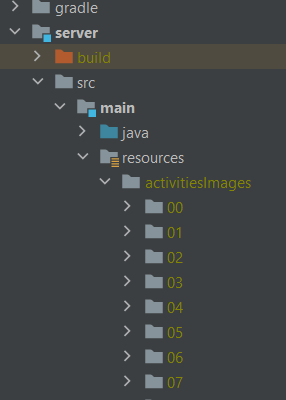 gradle
server
build
src
main
java
resources
activitiesImages
00
01
02
03
04
05
06
07